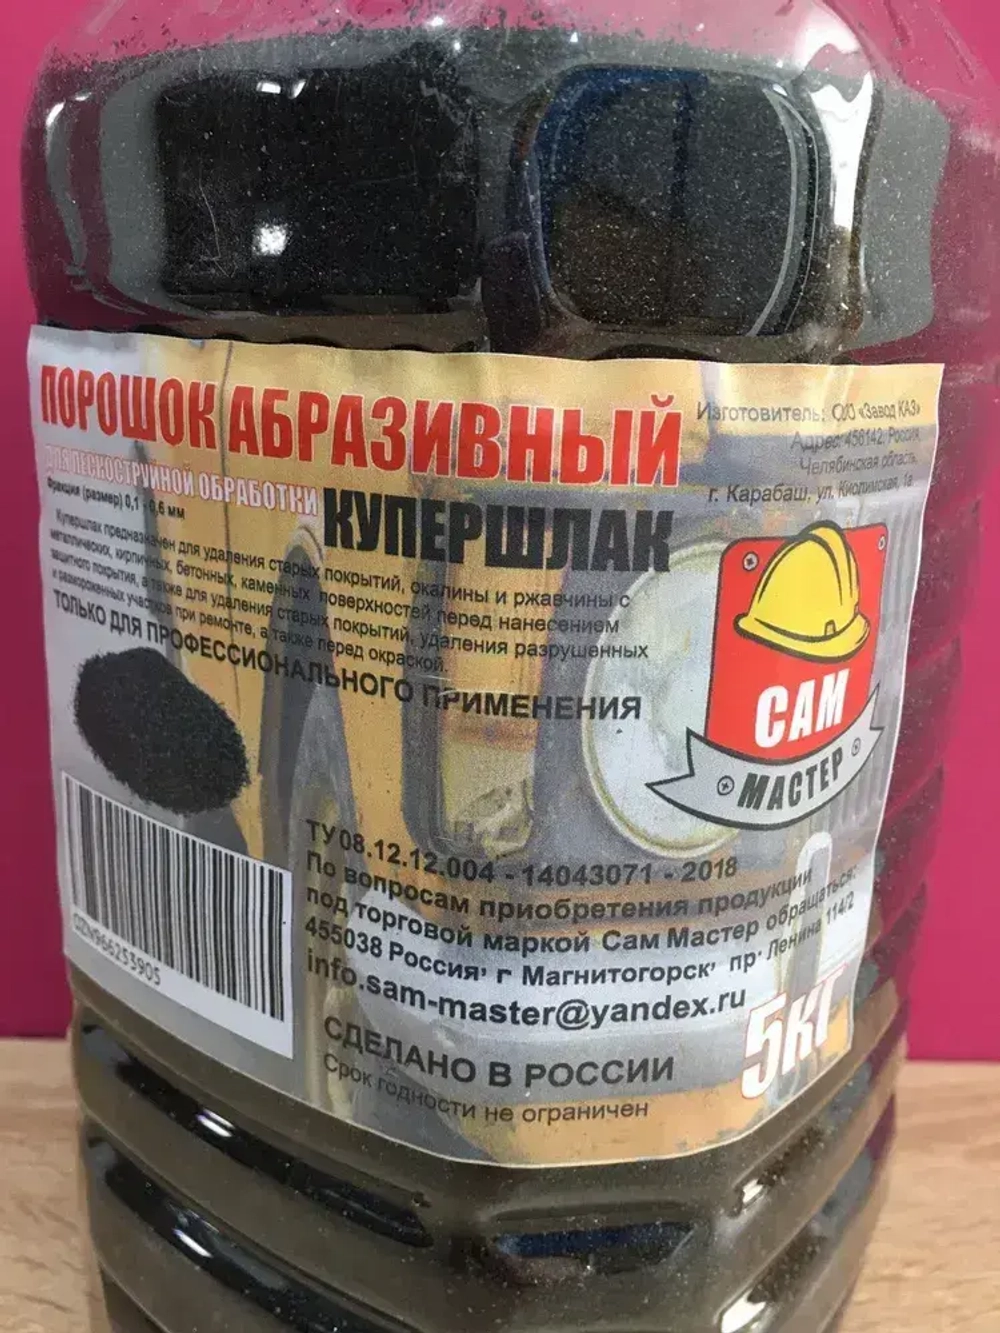 ПОРОШОК АБРАЗИВНЫЙ
ДЛЯ ПЕСКОСТРУЙНОЙ ОБРАБОТКИ
КУПЕРШЛАК
Фракция (размер) 0,1 - 0,6 мм
Купершлак предназначен для удаления старых покрытий, окалины и ржавчины с
металлических, кирпичных, бетонных, каменных поверхностей перед нанесением
защитного покрытия, а также для удаления старых покрытий, удаления разрушенных
и размороженных участков при ремонте, а также перед окраской.
ТОЛЬКО ДЛЯ ПРОФЕССИОНАЛЬНОГО ПРИМЕНЕНИЯ
Изготовитель: ООО «Завод КАЗ»
Адрес: 456142, Россия,
Челябинская область,
г. Карабаш, ул. Киолимская, 1а
САМ
МАСТЕР
OZN966253905
ТУ 08.12.12.004 - 14043071 - 2018
По вопросам приобретения продукции
под торговой маркой Сам Мастер обращаться:
455038 Россия, г Магнитогорск, пр. Ленина 114/2
info.sam-master@yandex.ru
5КГ
СДЕЛАНО В РОССИИ
Срок годности не ограничен